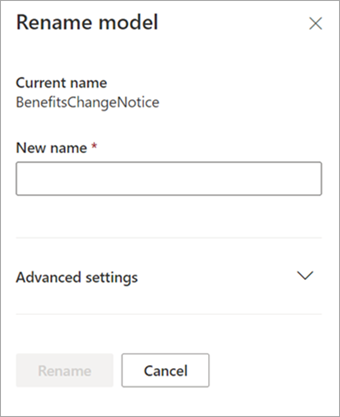 Rename model
Current name
BenefitsChangeNotice
New name *
Advanced settings
Rename
Cancel